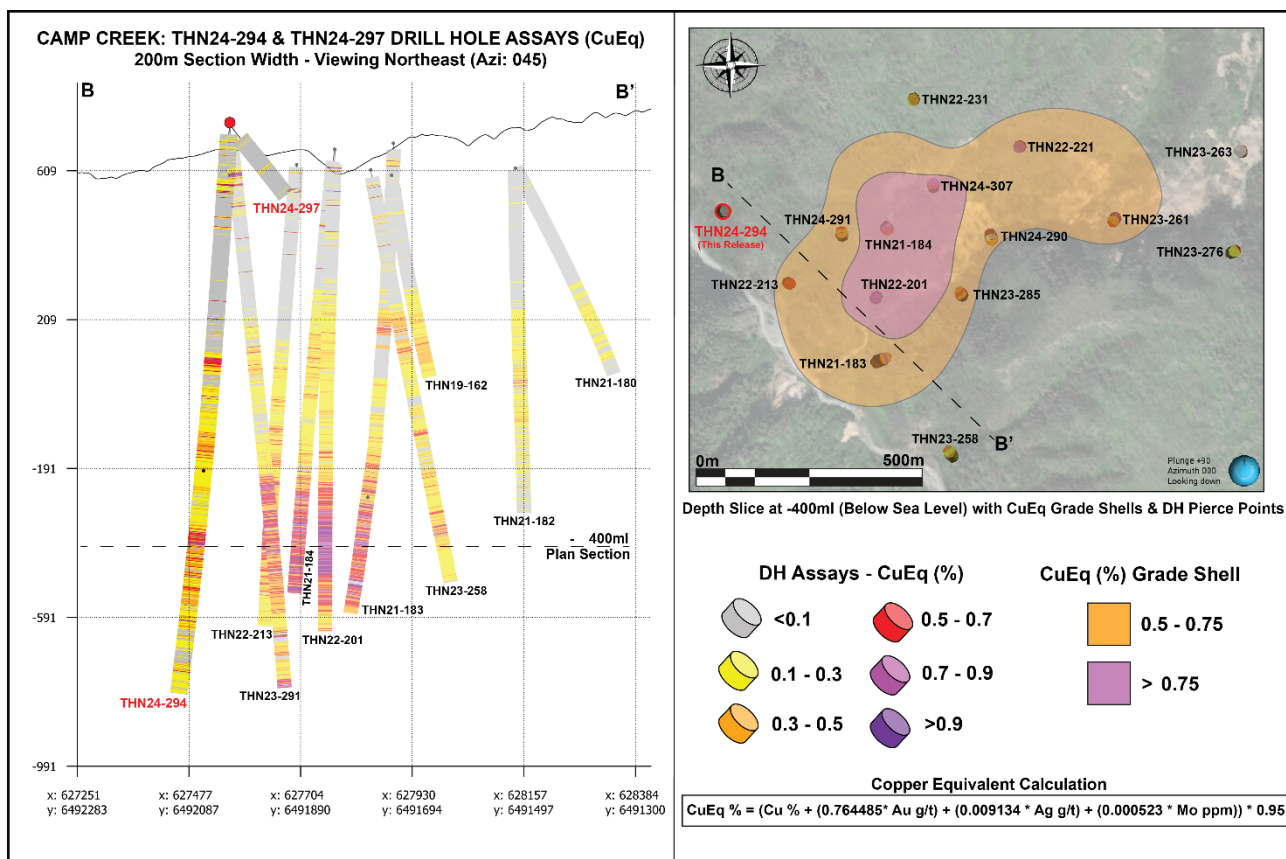 CAMP CREEK: THN24-294 & THN24-297 DRILL HOLE ASSAYS (CuEq)
200m Section Width - Viewing Northeast (Azi: 045)
B
B'
609
209
-191
-591
-991
THN24-297
THN19-162
THN21-180
THN21-182
- 400ml
Plan Section
THN21-184
THN23-258
THN21-183
THN22-213
THN22-201
THN23-291
THN24-294
x: 627251
y: 6492283
x: 627477
y: 6492087
x: 627704
y: 6491890
x: 627930
y: 6491694
x: 628157
y: 6491497
x: 628384
y: 6491300
THN22-231
THN22-221
THN23-263
B
THN24-307
THN24-294
(This Release)
THN24-291
THN21-184
THN24-290
THN23-261
THN23-276
THN22-213
THN22-201
THN23-285
THN21-183
B'
THN23-258
0m
500m
Plunge +90
Azimuth 000
Looking down
Depth Slice at -400ml (Below Sea Level) with CuEq Grade Shells & DH Pierce Points
DH Assays - CuEq (%)
<0.1
0.1 - 0.3
0.3 - 0.5
0.5 - 0.7
0.7 - 0.9
>0.9
CuEq (%) Grade Shell
0.5 - 0.75
> 0.75
Copper Equivalent Calculation
CuEq % = (Cu % + (0.764485* Au g/t) + (0.009134 * Ag g/t) + (0.000523 * Mo ppm)) * 0.95